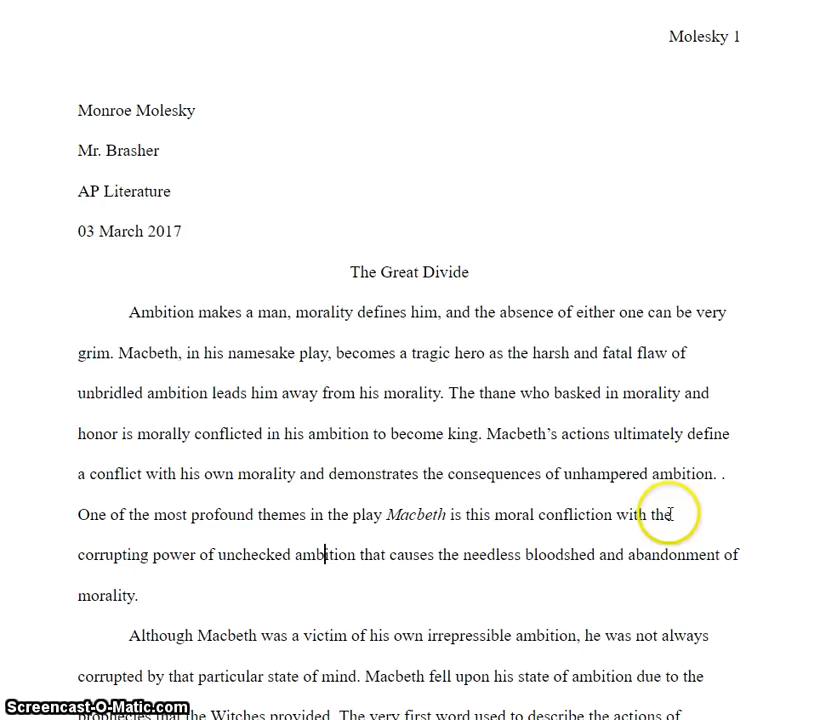 Molesky 1
Monroe Molesky
Mr. Brasher
AP Literature
03 March 2017
The Great Divide
Ambition makes a man, morality defines him, and the absence of either one can be very
grim. Macbeth, in his namesake play, becomes a tragic hero as the harsh and fatal flaw of
unbridled ambition leads him away from his morality. The thane who basked in morality and
honor is morally conflicted in his ambition to become king. Macbeth’s actions ultimately define
a conflict with his own morality and demonstrates the consequences of unhampered ambition. .
One of the most profound themes in the play Macbeth is this moral confliction with the
corrupting power of unchecked ambition that causes the needless bloodshed and abandonment of
morality.
Although Macbeth was a victim of his own irrepressible ambition, he was not always
corrupted by that particular state of mind. Macbeth fell upon his state of ambition due to the
prophecies that the Witches provided. The very first word used to describe the actions of
Screencast-O-Matic.com